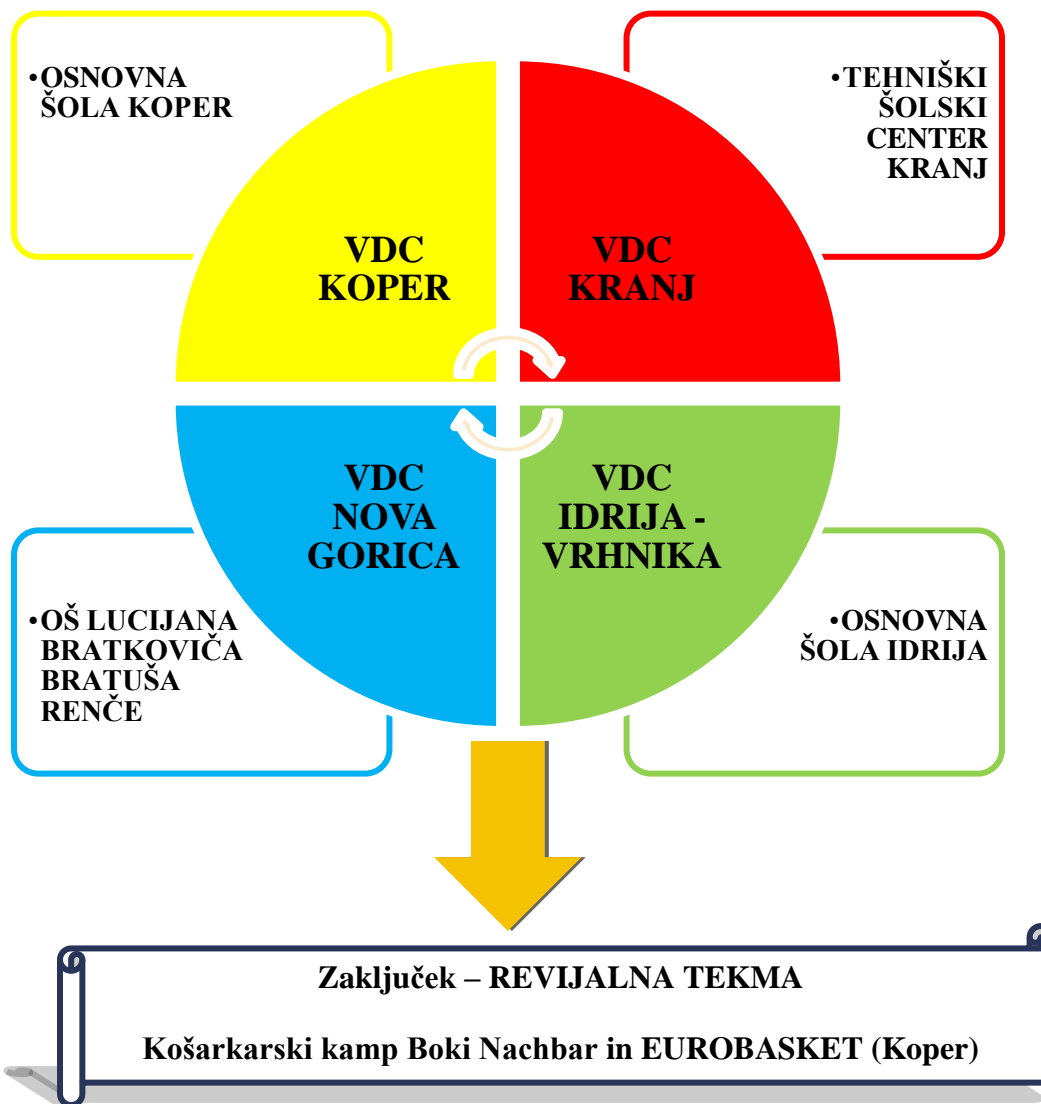 •OSNOVNA
ŠOLA KOPER
•TEHNIŠKI
ŠOLSKI
CENTER
KRANJ
VDC
KOPER
VDC
KRANJ
VDC
NOVA
GORICA
VDC
IDRIJA -
VRHNIKA
•OŠ LUCIJANA
BRATKOVIČA
BRATUŠA
RENČE
•OSNOVNA
ŠOLA IDRIJA
Zaključek – REVIJALNA TEKMA
Košarkarski kamp Boki Nachbar in EUROBASKET (Koper)